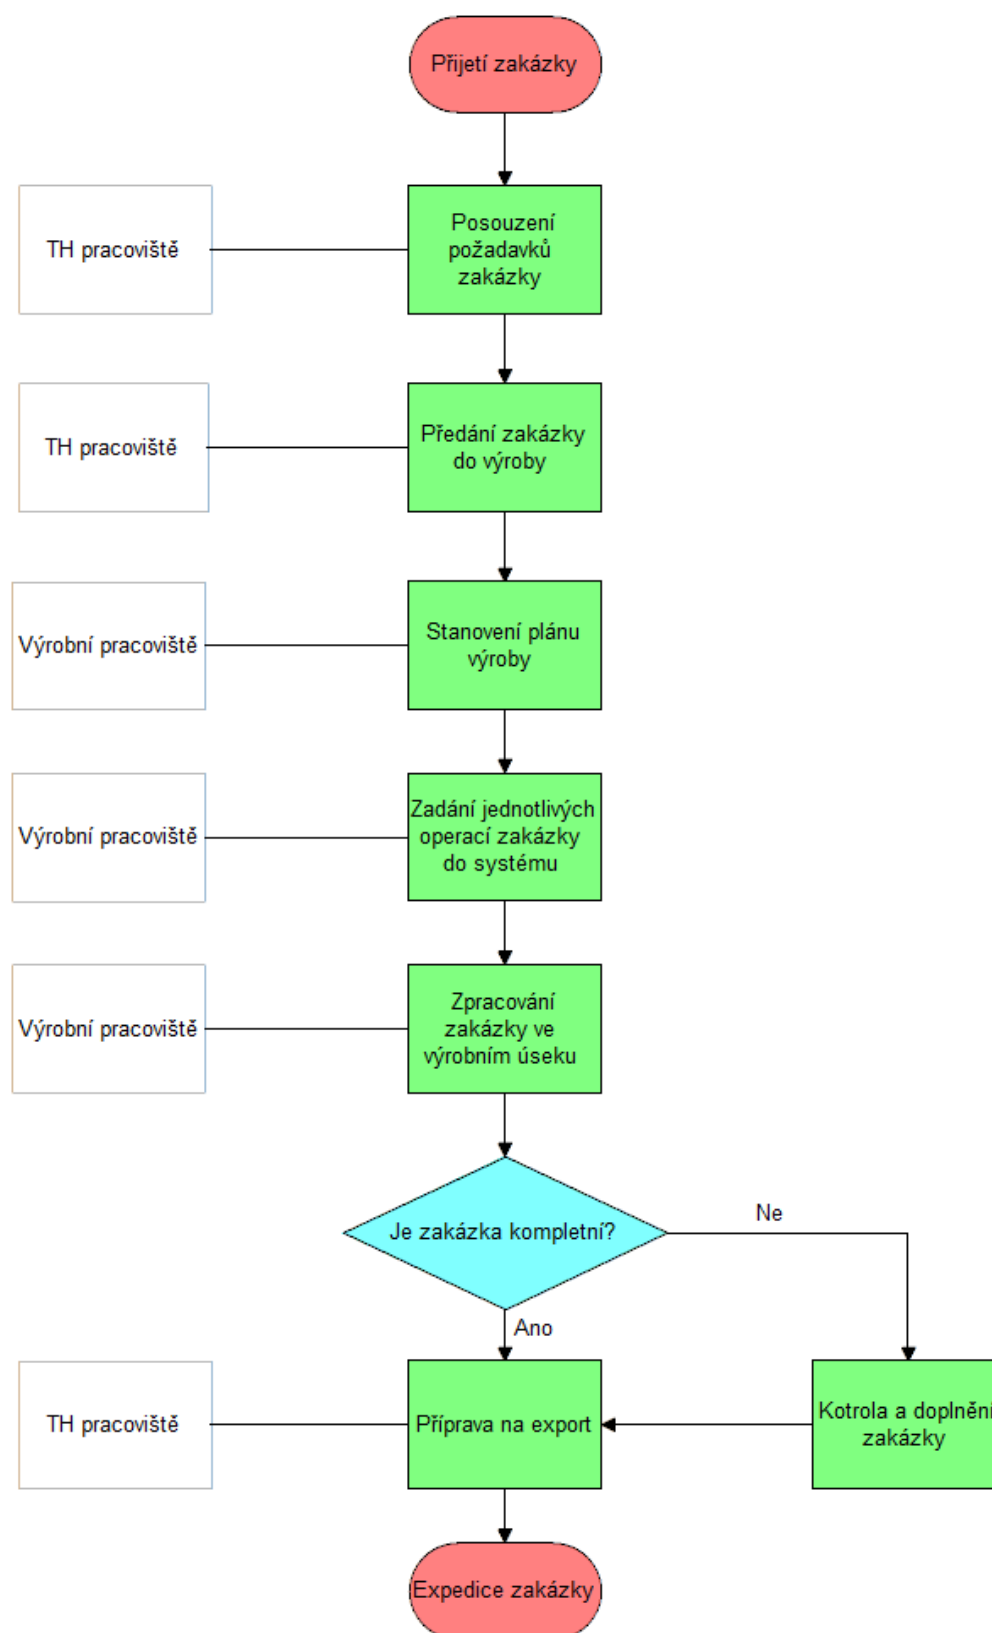 Přijetí zakázky
TH pracoviště
Posouzení
požadavků
zakázky
TH pracoviště
Předání zakázky
do výroby
Výrobní pracoviště
Stanovení plánu
výroby
Výrobní pracoviště
Zadání jednotlivých
operací zakázky
do systému
Výrobní pracoviště
Zpracování
zakázky ve
výrobním úseku
Je zakázka kompletní?
Ne
Ano
TH pracoviště
Příprava na export
Kotrola a doplnění
zakázky
Expedice zakázky